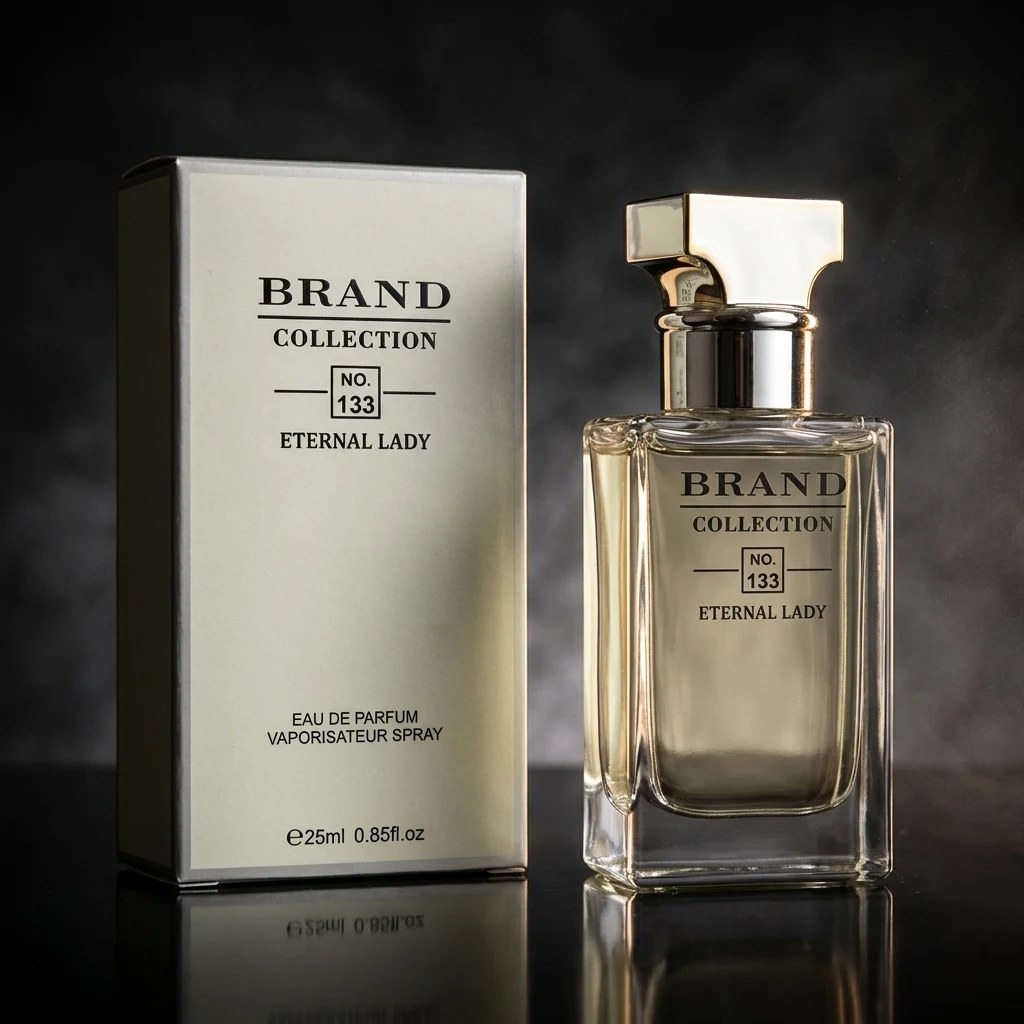 BRAND
COLLECTION
NO.
133
ETERNAL LADY
EAU DE PARFUM
VAPORISATEUR SPRAY
℮25ml 0.85fl.oz
BRAND
COLLECTION
NO.
133
ETERNAL LADY